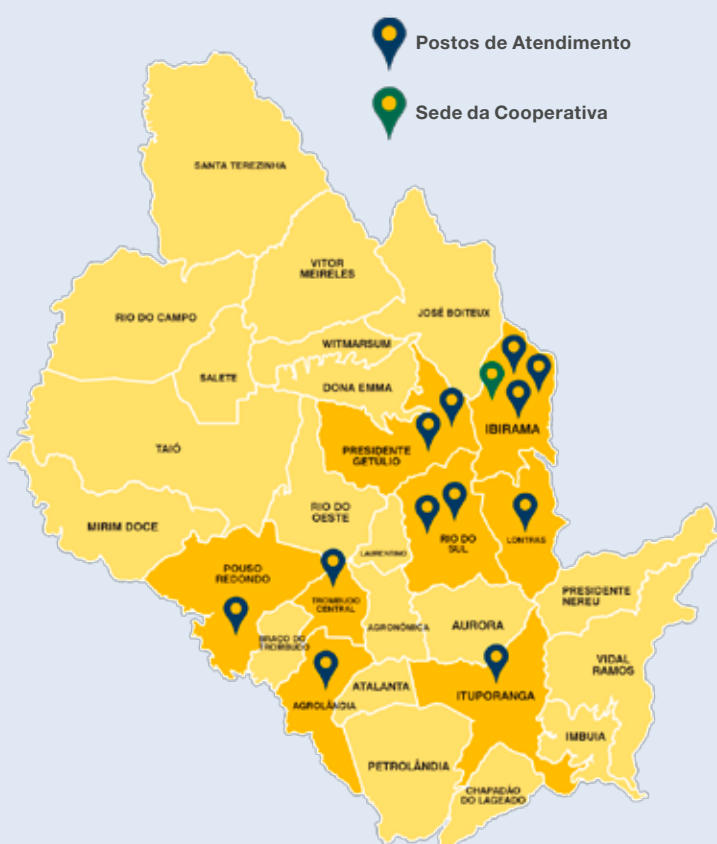 Postos de Atendimento
Sede da Cooperativa
SANTA TEREZINHA
VITOR
MEIRELES
RIO DO CAMPO
JOSÉ BOITEUX
WITMARSUM
SALETE
DONA EMMA
IBIRAMA
TAIÓ
PRESIDENTE
GETÚLIO
RIO DO
OESTE
MIRIM DOCE
RIO DO
SUL
LONTRAS
LAURENTINO
POUSO
REDONDO
PRESIDENTE
NEREU
TROMBUDO
CENTRAL
AGRONÔMICA
AURORA
BRAÇO DO
TROMBUDO
VIDAL
RAMOS
ATALANTA
ITUPORANGA
AGROLÂNDIA
IMBUIA
PETROLÂNDIA
CHAPADÃO
DO LAGEADO